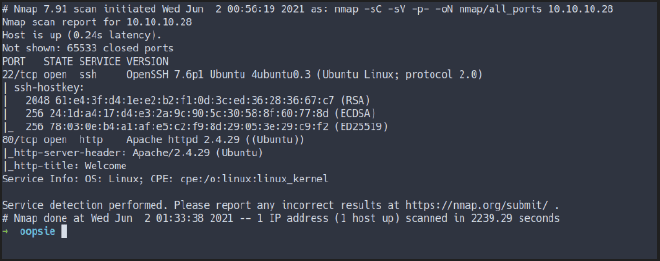 # Nmap 7.91 scan initiated Wed Jun  2 00:56:19 2021 as: nmap -sC -sV -p- -oN nmap/all_ports 10.10.10.28
Nmap scan report for 10.10.10.28
Host is up (0.24s latency).
Not shown: 65533 closed ports
PORT   STATE SERVICE VERSION
22/tcp open  ssh     OpenSSH 7.6p1 Ubuntu 4ubuntu0.3 (Ubuntu Linux; protocol 2.0)
| ssh-hostkey:
|   2048 61:e4:3f:d4:1e:e2:b2:f1:0d:3c:ed:36:28:36:67:c7 (RSA)
|   256 24:1d:a4:17:d4:e3:2a:9c:90:5c:30:58:8f:60:77:8d (ECDSA)
|_  256 78:03:0e:b4:a1:af:e5:c2:f9:8d:29:05:3e:29:c9:f2 (ED25519)
80/tcp open  http    Apache httpd 2.4.29 ((Ubuntu))
|_http-server-header: Apache/2.4.29 (Ubuntu)
|_http-title: Welcome
Service Info: OS: Linux; CPE: cpe:/o:linux:linux_kernel

Service detection performed. Please report any incorrect results at https://nmap.org/submit/ .
# Nmap done at Wed Jun  2 01:33:38 2021 -- 1 IP address (1 host up) scanned in 2239.29 seconds
→  oopsie